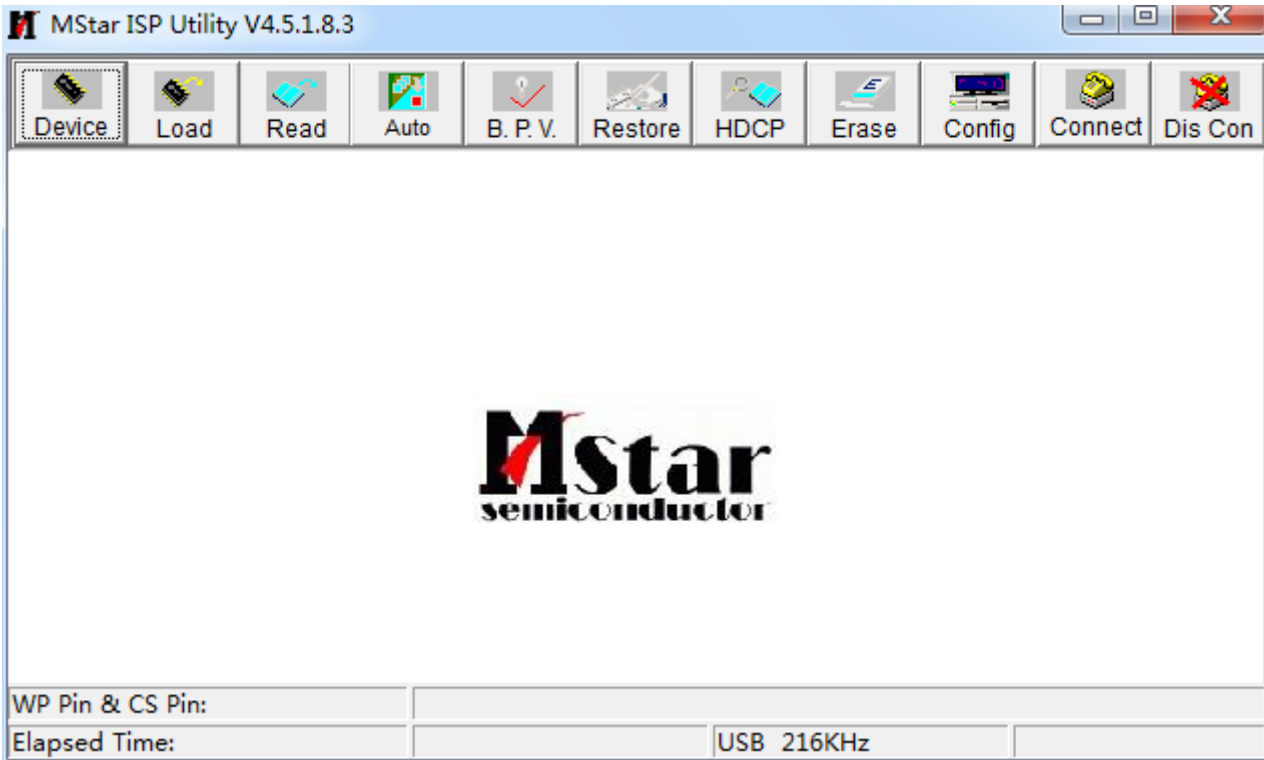 MStar ISP Utility V4.5.1.8.3
Device Load Read Auto B. P. V. Restore HDCP Erase Config Connect Dis Con
Mstar
semiconductor
WP Pin & CS Pin:
Elapsed Time: USB 216KHz